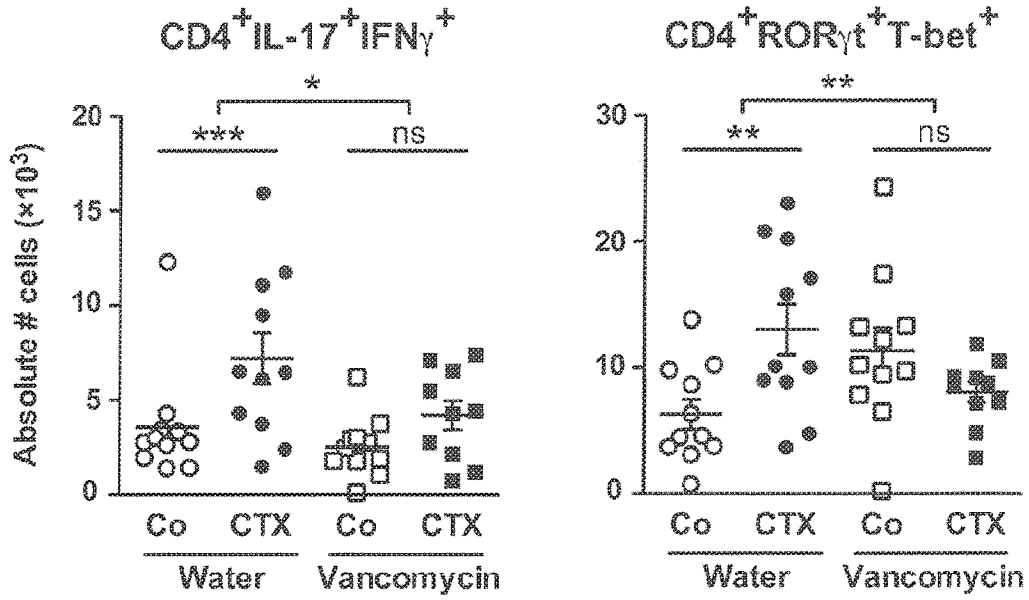 CD4⁺IL-17⁺IFNγ⁺
CD4⁺RORγt⁺T-bet⁺
Absolute # cells (×10³)
20
15
10
5
0
*
***
ns
Co
CTX
Co
CTX
Water
Vancomycin
30
20
10
0
**
**
ns
Co
CTX
Co
CTX
Water
Vancomycin